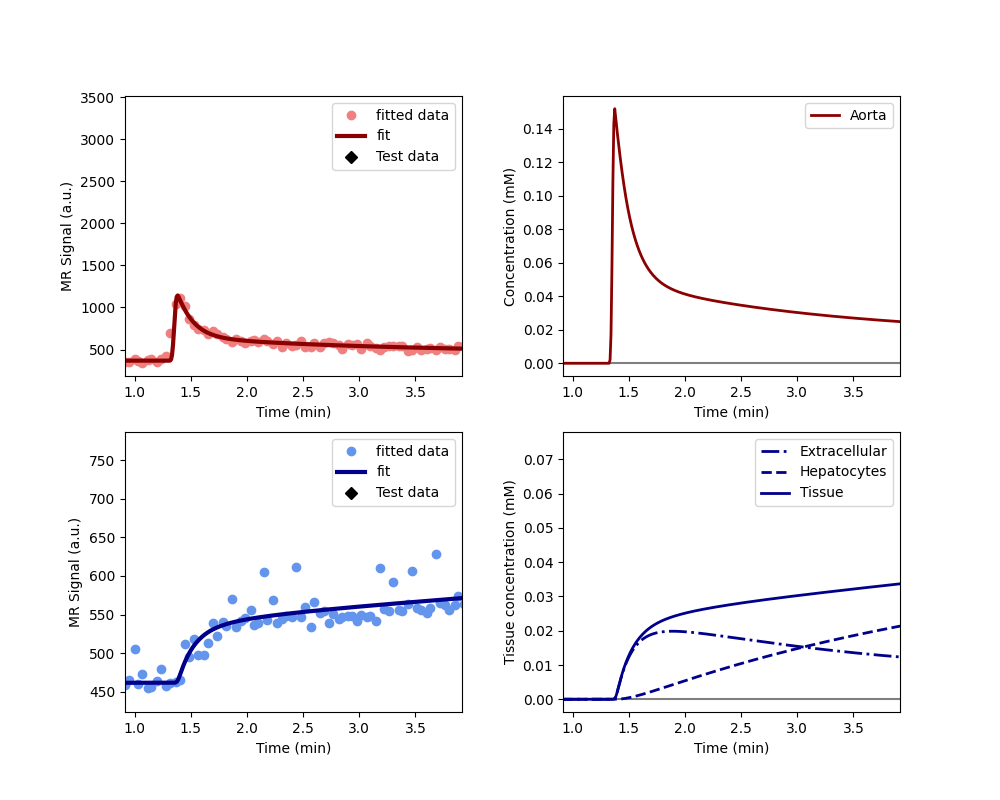 3500
3000
2500
2000
1500
1000
500
MR Signal (a.u.)
fitted data
fit
Test data
1.0 1.5 2.0 2.5 3.0 3.5
Time (min)
0.14
0.12
0.10
0.08
0.06
0.04
0.02
0.00
Concentration (mM)
Aorta
1.0 1.5 2.0 2.5 3.0 3.5
Time (min)
750
700
650
600
550
500
450
MR Signal (a.u.)
fitted data
fit
Test data
1.0 1.5 2.0 2.5 3.0 3.5
Time (min)
0.07
0.06
0.05
0.04
0.03
0.02
0.01
0.00
Tissue concentration (mM)
Extracellular
Hepatocytes
Tissue
1.0 1.5 2.0 2.5 3.0 3.5
Time (min)